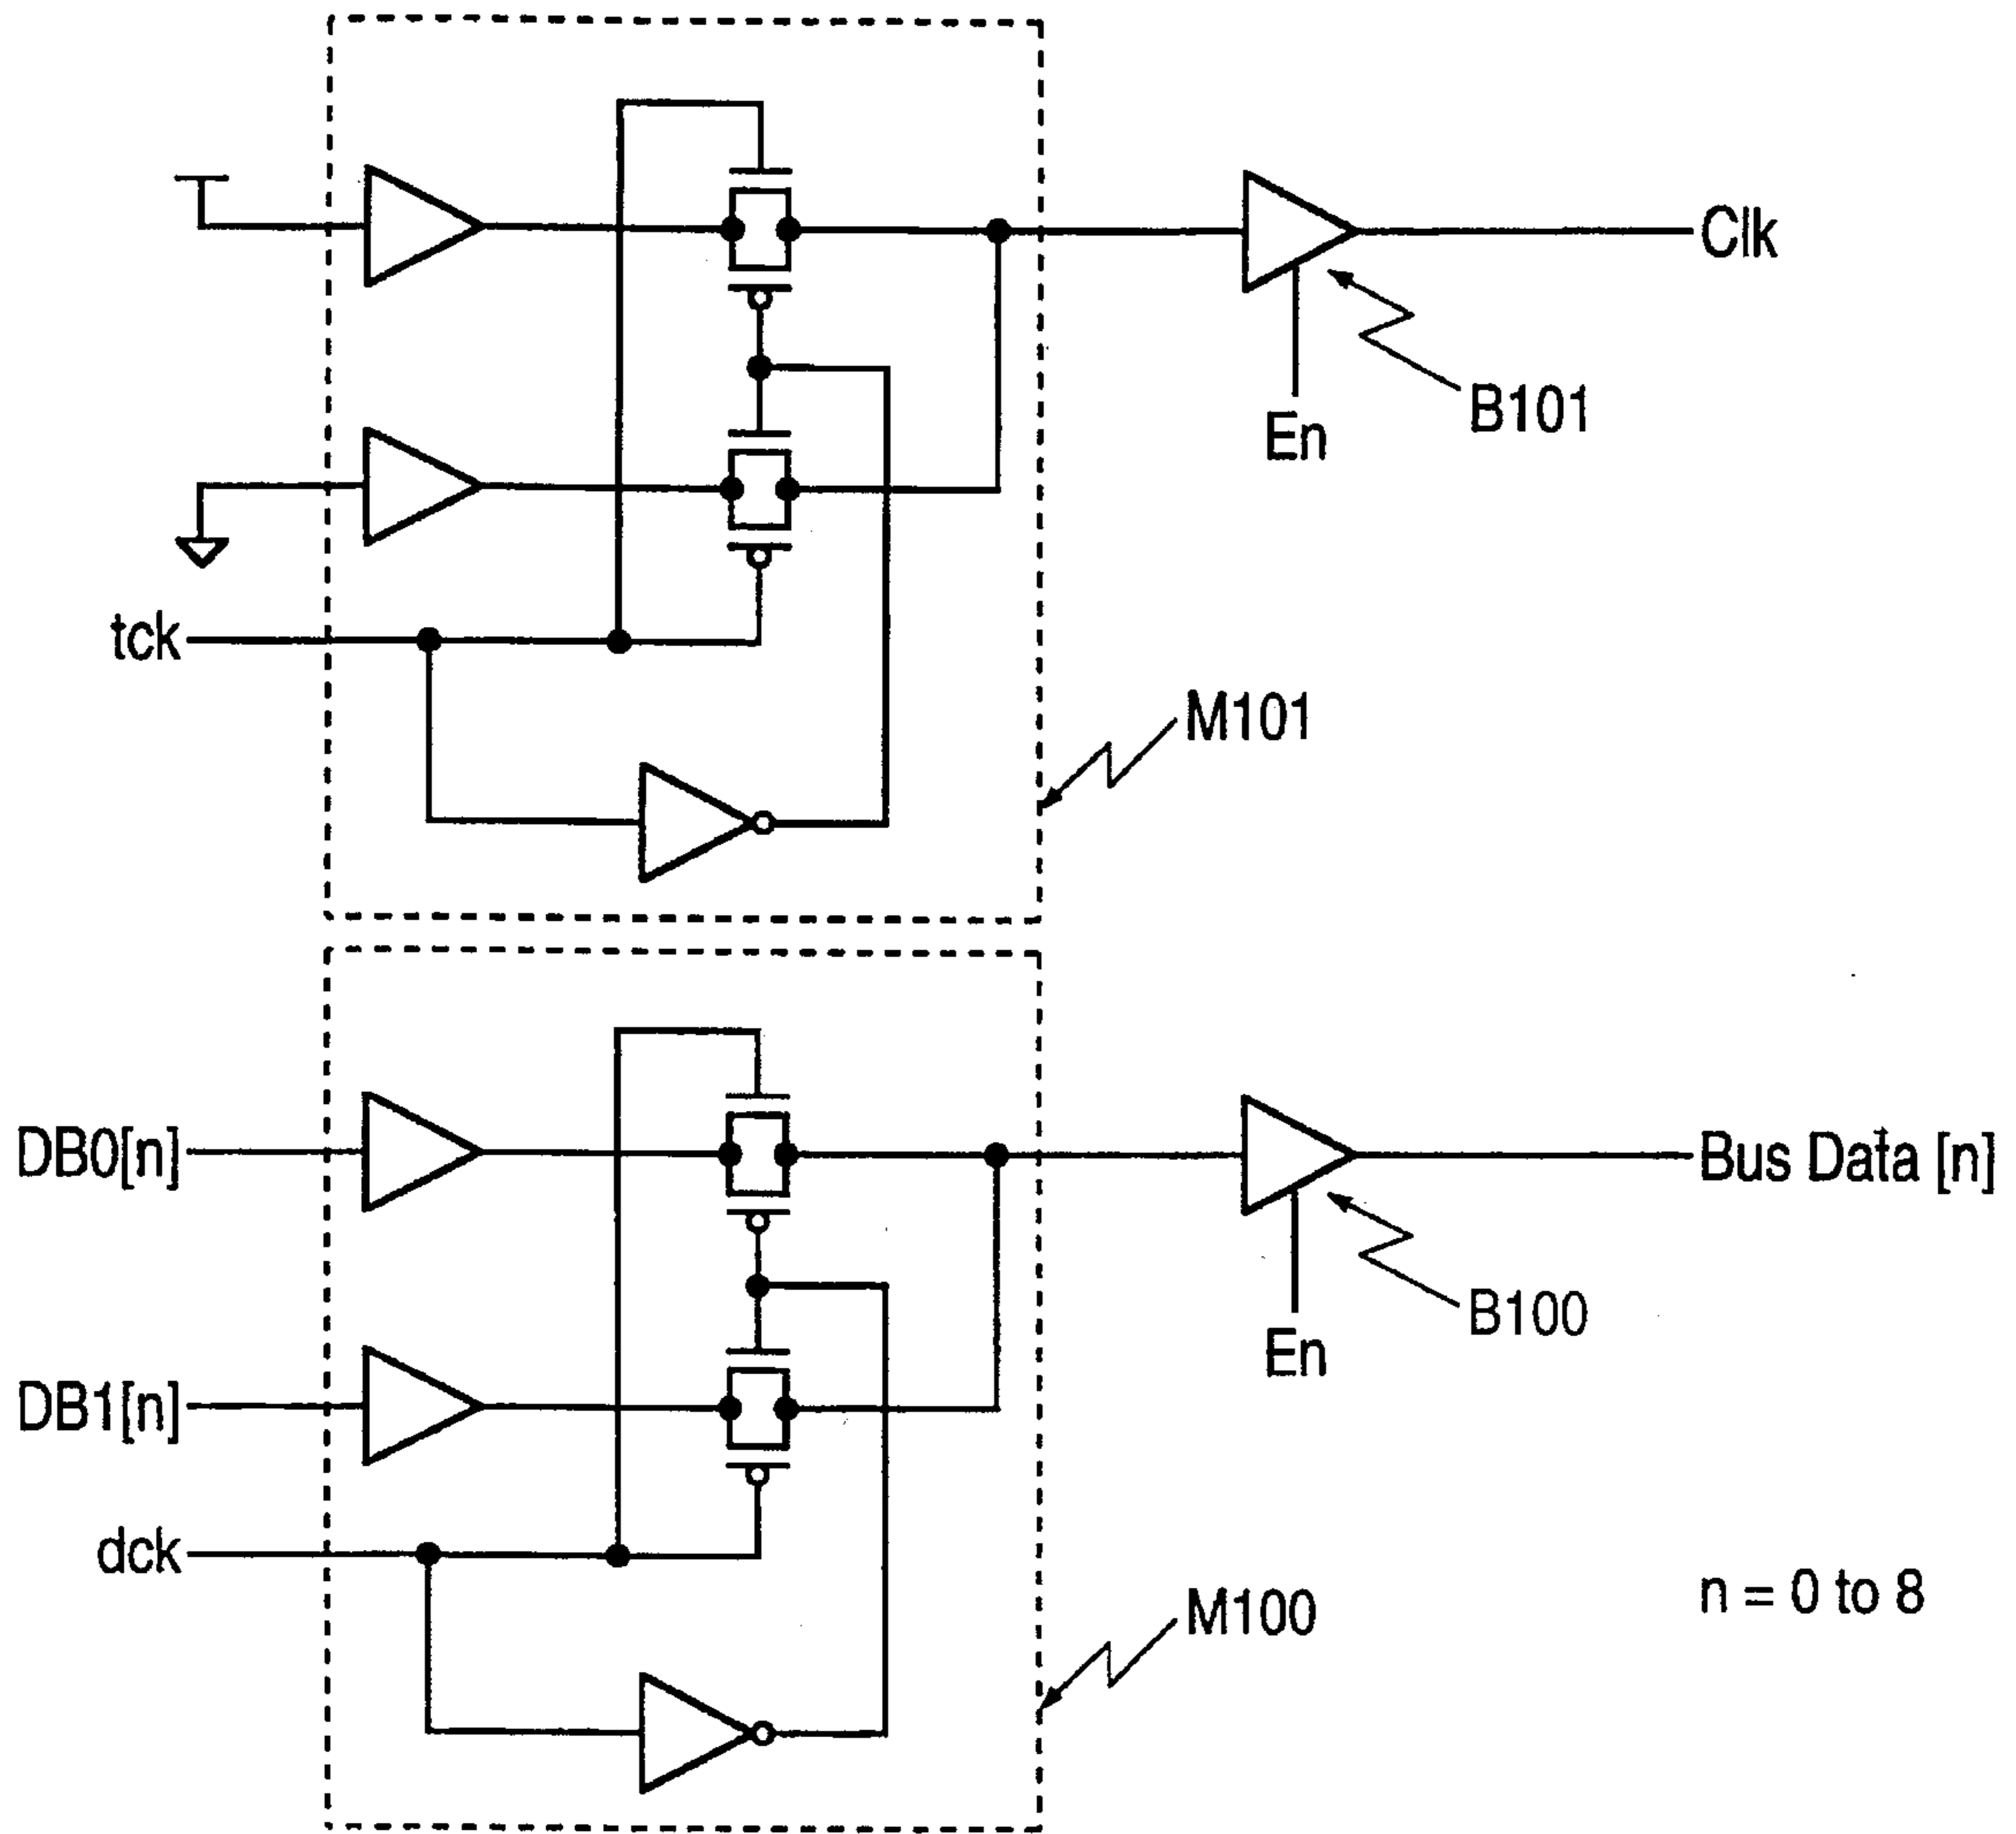 Clk
B101
En
tck
M101
DB0[n]
Bus Data [n]
B100
En
DB1[n]
dck
n = 0 to 8
M100